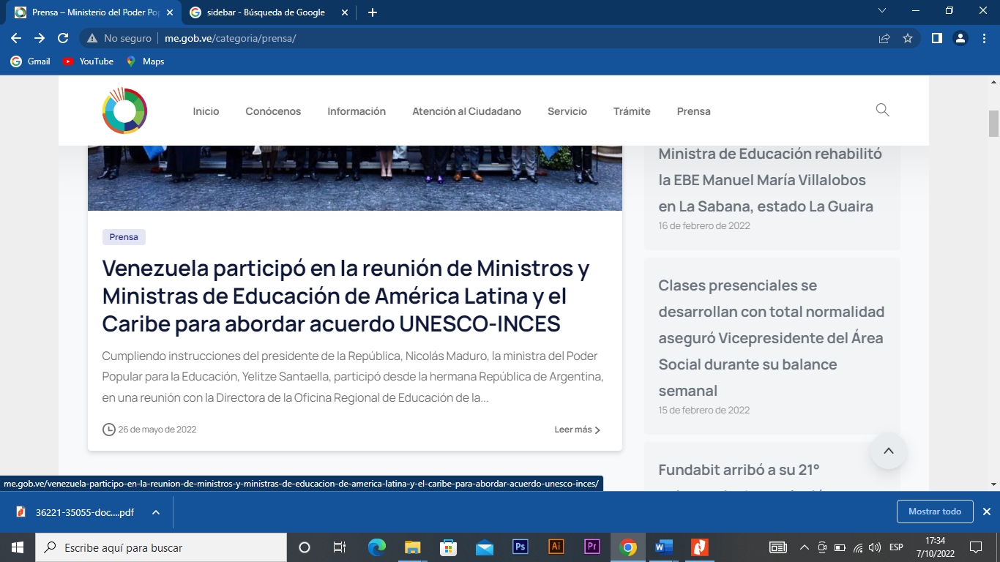 Prensa – Ministerio del Poder Pop
sidebar - Búsqueda de Google
No seguro
me.gob.ve/categoria/prensa/
Gmail
YouTube
Maps
Inicio
Conócenos
Información
Atención al Ciudadano
Servicio
Trámite
Prensa
Prensa
Venezuela participó en la reunión de Ministros y
Ministras de Educación de América Latina y el
Caribe para abordar acuerdo UNESCO-INCES
Cumpliendo instrucciones del presidente de la República, Nicolás Maduro, la ministra del Poder
Popular para la Educación, Yelitze Santaella, participó desde la hermana República de Argentina,
en una reunión con la Directora de la Oficina Regional de Educación de la...
26 de mayo de 2022
Leer más
Ministra de Educación rehabilitó
la EBE Manuel María Villalobos
en La Sabana, estado La Guaira
16 de febrero de 2022
Clases presenciales se
desarrollan con total normalidad
aseguró Vicepresidente del Área
Social durante su balance
semanal
15 de febrero de 2022
Fundabit arribó a su 21°
me.gob.ve/venezuela-participo-en-la-reunion-de-ministros-y-ministras-de-educacion-de-america-latina-y-el-caribe-para-abordar-acuerdo-unesco-inces/
36221-35055-doc....pdf
Mostrar todo
Escribe aquí para buscar
Ps
Ai
Pr
W
ESP
17:34
7/10/2022